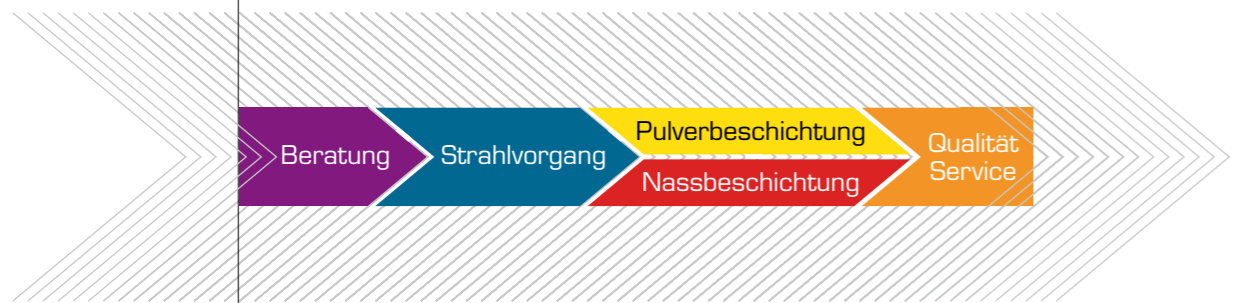 Beratung
Strahlvorgang
Pulverbeschichtung
Nassbeschichtung
Qualität
Service